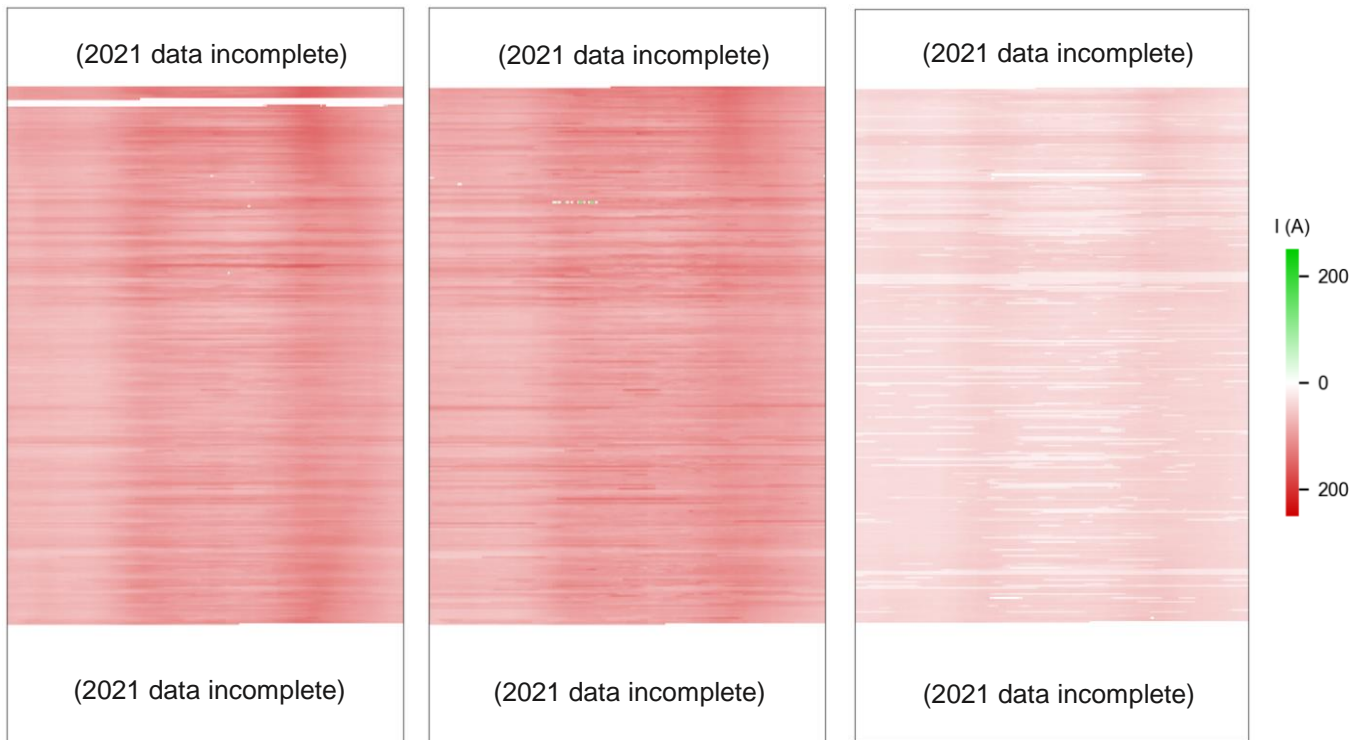 (2021 data incomplete)
(2021 data incomplete)
(2021 data incomplete)
I (A)
200
0
200
(2021 data incomplete)
(2021 data incomplete)
(2021 data incomplete)